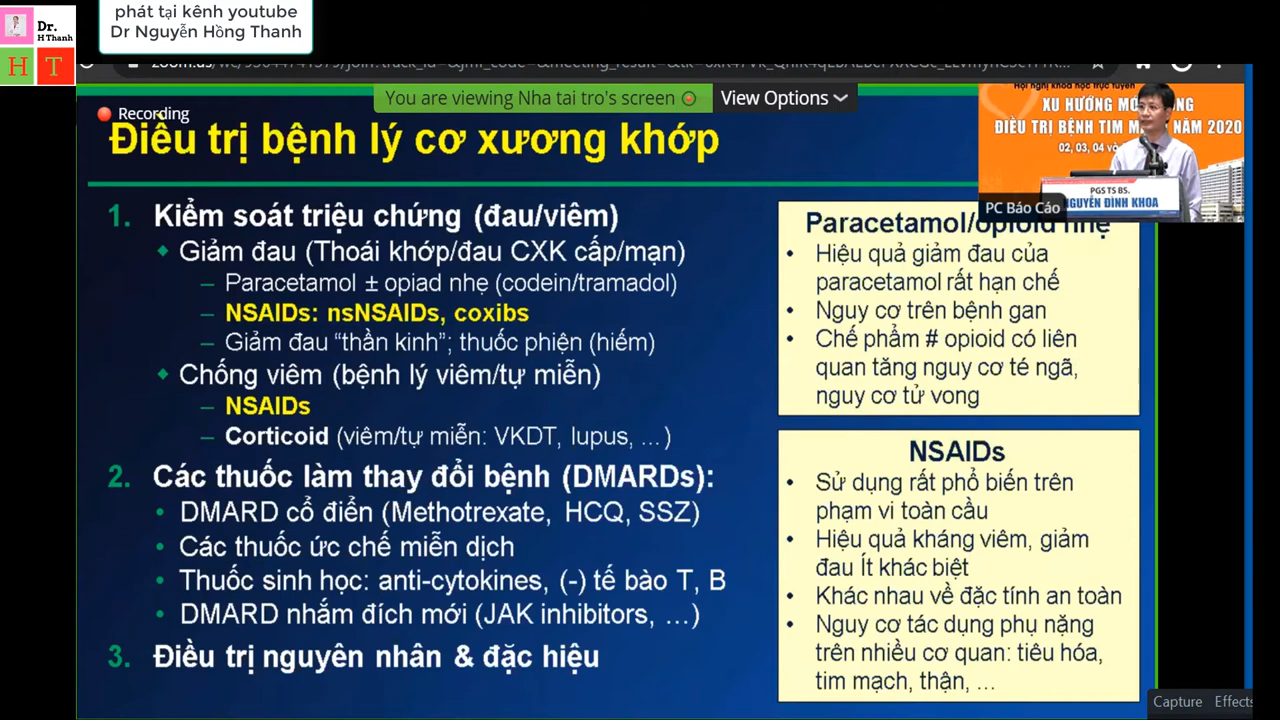 phát tại kênh youtube
Dr Nguyễn Hồng Thanh
Dr.
H Thanh
H T
You are viewing Nha tai tro's screen
View Options
Recording
Điều trị bệnh lý cơ xương khớp
1. Kiểm soát triệu chứng (đau/viêm)
Giảm đau (Thoái khớp/đau CXK cấp/mạn)
– Paracetamol ± opiad nhẹ (codein/tramadol)
– NSAIDs: nsNSAIDs, coxibs
– Giảm đau “thần kinh”; thuốc phiện (hiếm)
Chống viêm (bệnh lý viêm/tự miễn)
– NSAIDs
– Corticoid (viêm/tự miễn: VKDT, lupus, …)
2. Các thuốc làm thay đổi bệnh (DMARDs):
• DMARD cổ điển (Methotrexate, HCQ, SSZ)
• Các thuốc ức chế miễn dịch
• Thuốc sinh học: anti-cytokines, (-) tế bào T, B
• DMARD nhắm đích mới (JAK inhibitors, …)
3. Điều trị nguyên nhân & đặc hiệu
Hội nghị khoa học trực tuyến
XU HƯỚNG MỚI
ĐIỀU TRỊ BỆNH TIM NĂM 2020
02, 03, 04
PGS TS BS.
NGUYỄN ĐÌNH KHOA
PC Báo Cáo
Paracetamol/opioid nhẹ
• Hiệu quả giảm đau của
paracetamol rất hạn chế
• Nguy cơ trên bệnh gan
• Chế phẩm # opioid có liên
quan tăng nguy cơ té ngã,
nguy cơ tử vong
NSAIDs
• Sử dụng rất phổ biến trên
phạm vi toàn cầu
• Hiệu quả kháng viêm, giảm
đau Ít khác biệt
• Khác nhau về đặc tính an toàn
• Nguy cơ tác dụng phụ nặng
trên nhiều cơ quan: tiêu hóa,
tim mạch, thận, …
Capture Effects